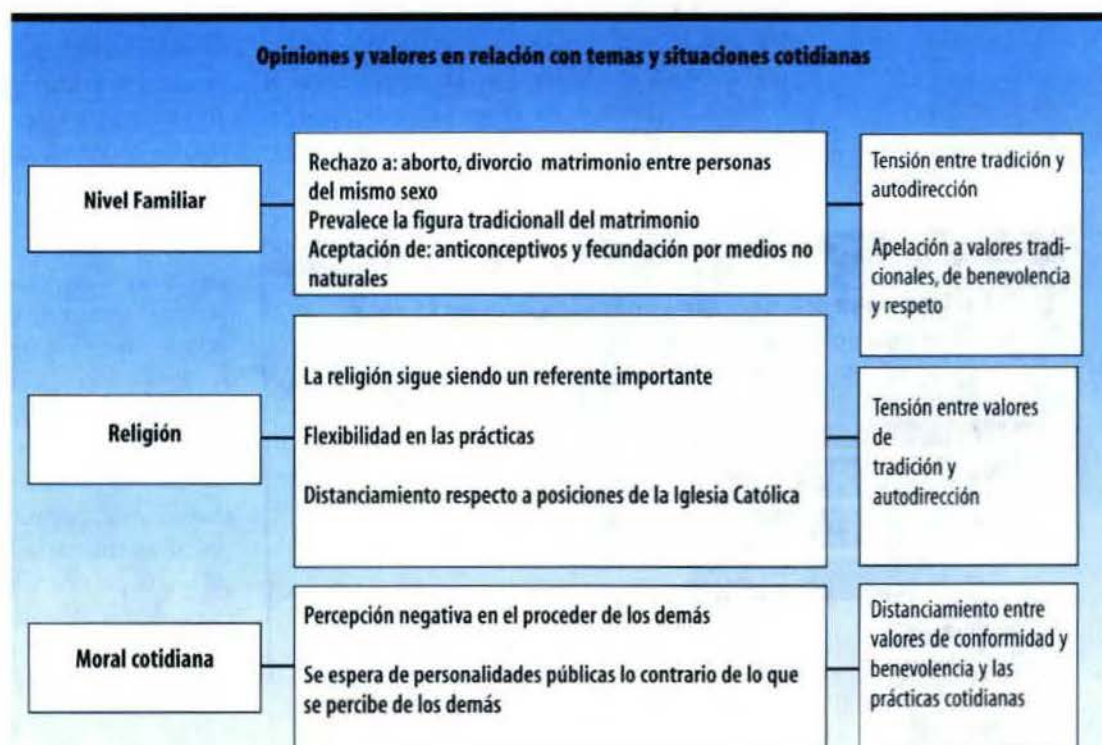 Opiniones y valores en relación con temas y situaciones cotidianas
Nivel Familiar
Rechazo a: aborto, divorcio matrimonio entre personas
del mismo sexo
Prevalece la figura tradicionall del matrimonio
Aceptación de: anticonceptivos y fecundación por medios no
naturales
Tensión entre tradición y
autodirección
Apelación a valores tradi-
cionales, de benevolencia
y respeto
Religión
La religión sigue siendo un referente importante
Flexibilidad en las prácticas
Distanciamiento respecto a posiciones de la Iglesia Católica
Tensión entre valores
de
tradición y
autodirección
Moral cotidiana
Percepción negativa en el proceder de los demás
Se espera de personalidades públicas lo contrario de lo que
se percibe de los demás
Distanciamiento entre
valores de conformidad y
benevolencia y las
prácticas cotidianas